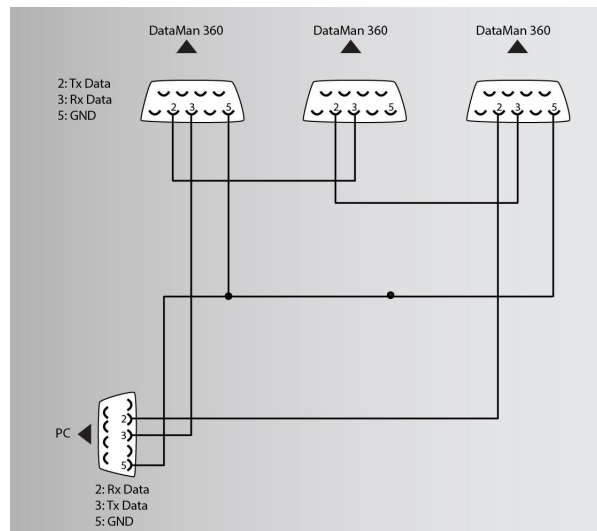 DataMan 360 DataMan 360 DataMan 360
2: Tx Data
3: Rx Data
5: GND
2 3 5 2 3 5 2 3 5
2
PC 3
5
2: Rx Data
3: Tx Data
5: GND